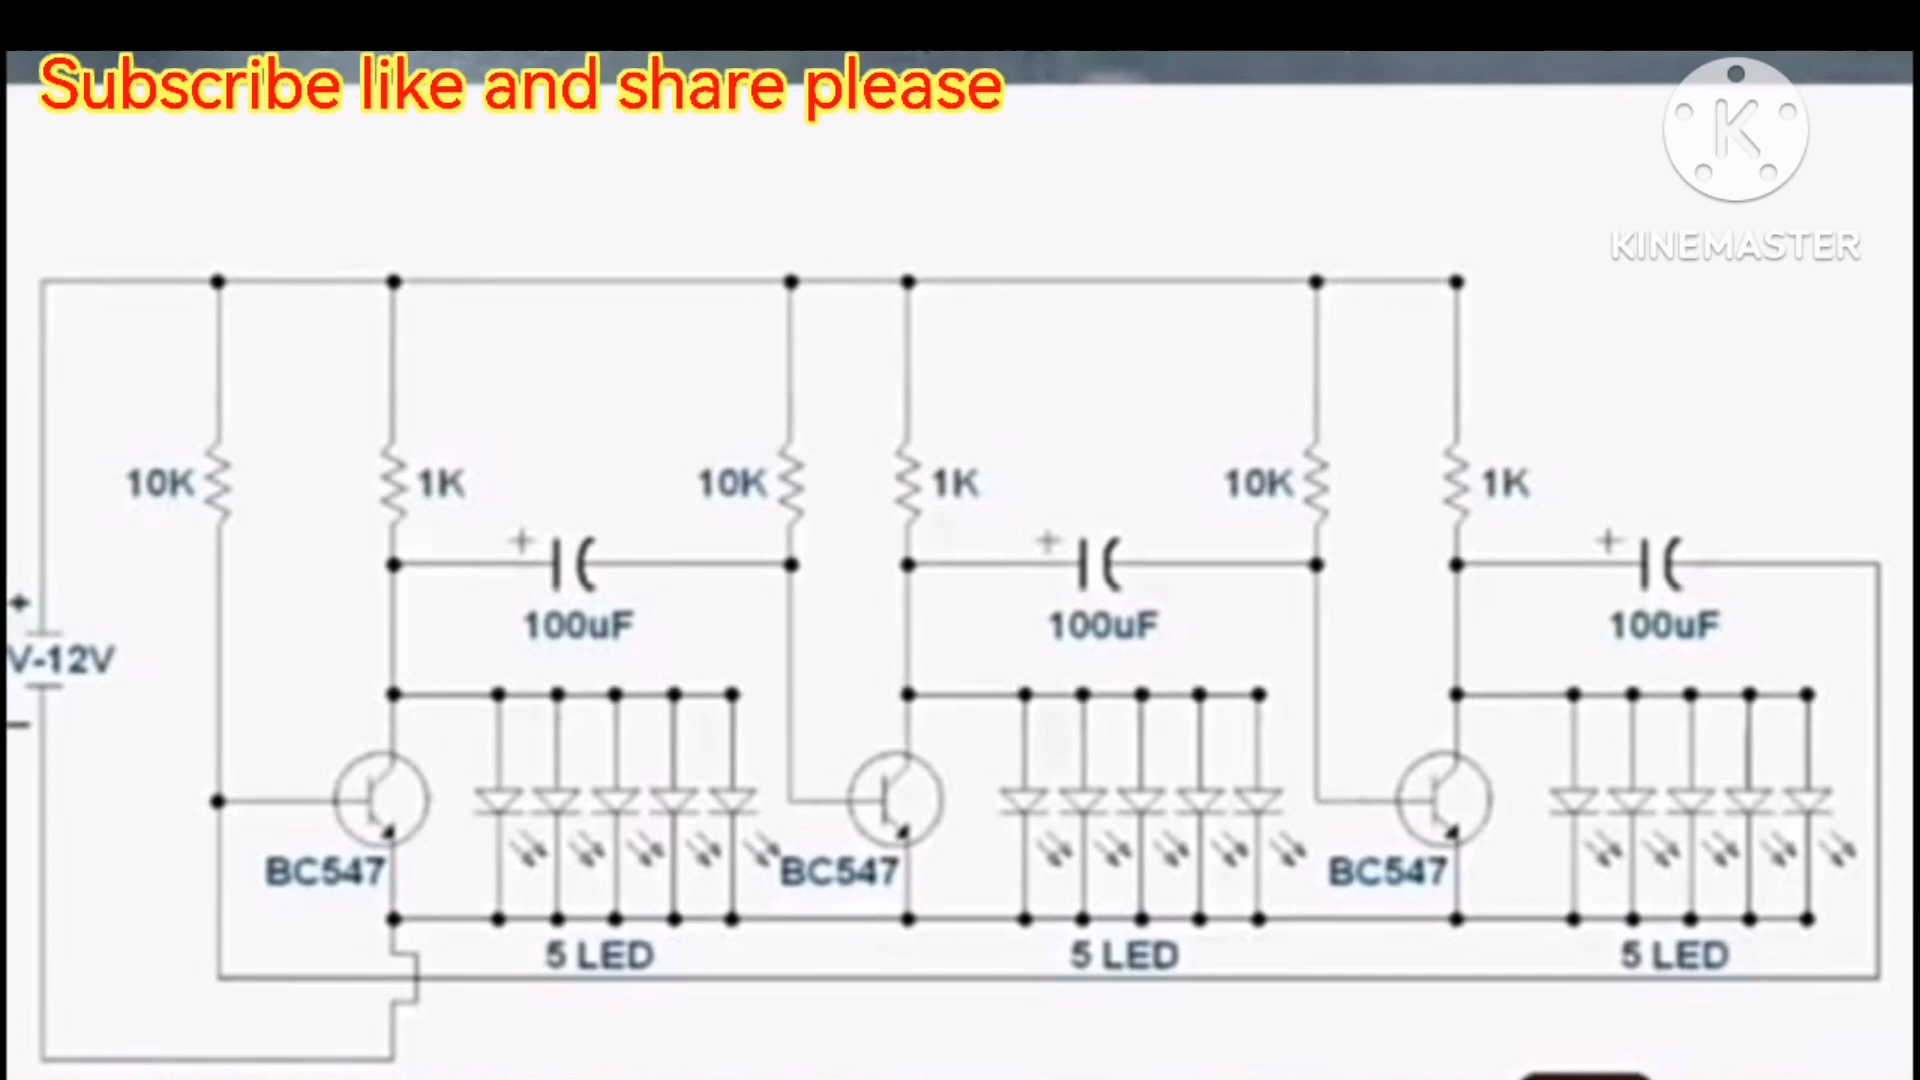 Subscribe like and share please
K
KINEMASTER
10K
1K
10K
1K
10K
1K
+
+
+
100uF
100uF
100uF
+
V-12V
−
BC547
BC547
BC547
5 LED
5 LED
5 LED